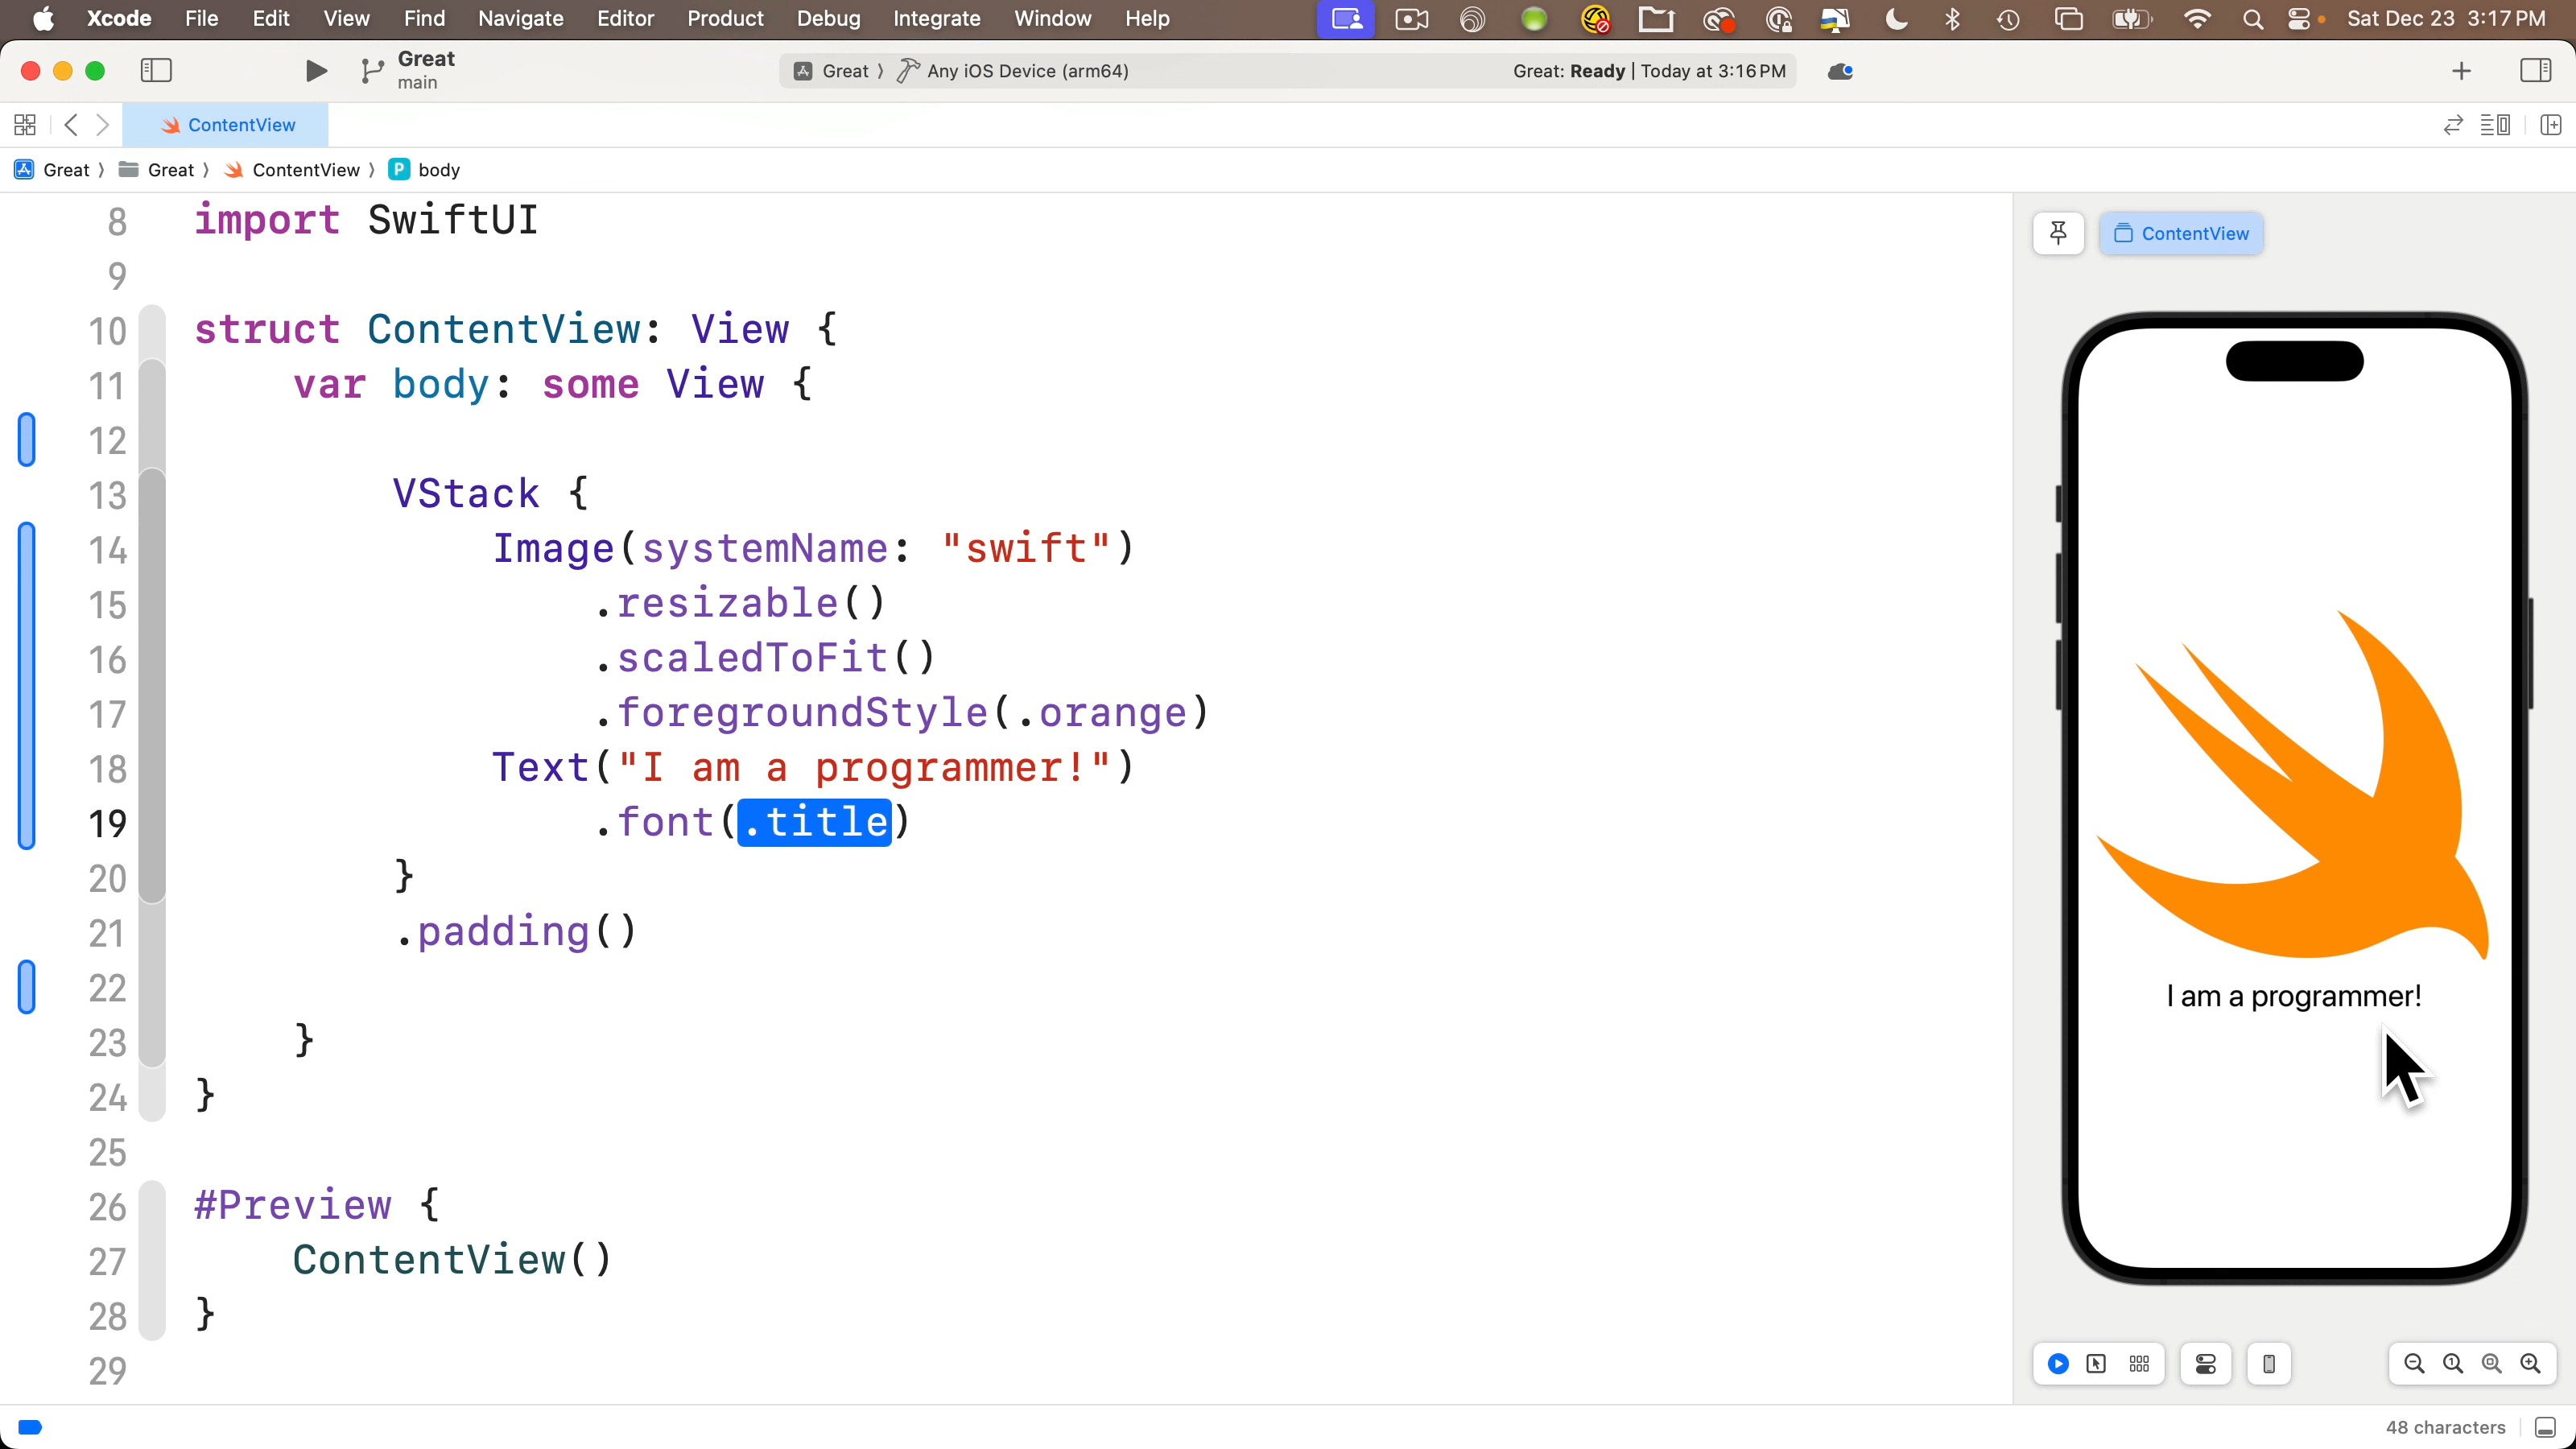 Xcode File Edit View Find Navigate Editor Product Debug Integrate Window Help Sat Dec 23 3:17 PM
Great
main
Great 〉 Any iOS Device (arm64) Great: Ready | Today at 3:16 PM
ContentView
Great 〉 Great 〉 ContentView 〉 P body
8 import SwiftUI
9
10 struct ContentView: View {
11 var body: some View {
12
13 VStack {
14 Image(systemName: "swift")
15 .resizable()
16 .scaledToFit()
17 .foregroundStyle(.orange)
18 Text("I am a programmer!")
19 .font(.title)
20 }
21 .padding()
22
23 }
24 }
25
26 #Preview {
27 ContentView()
28 }
29
ContentView
I am a programmer!
48 characters